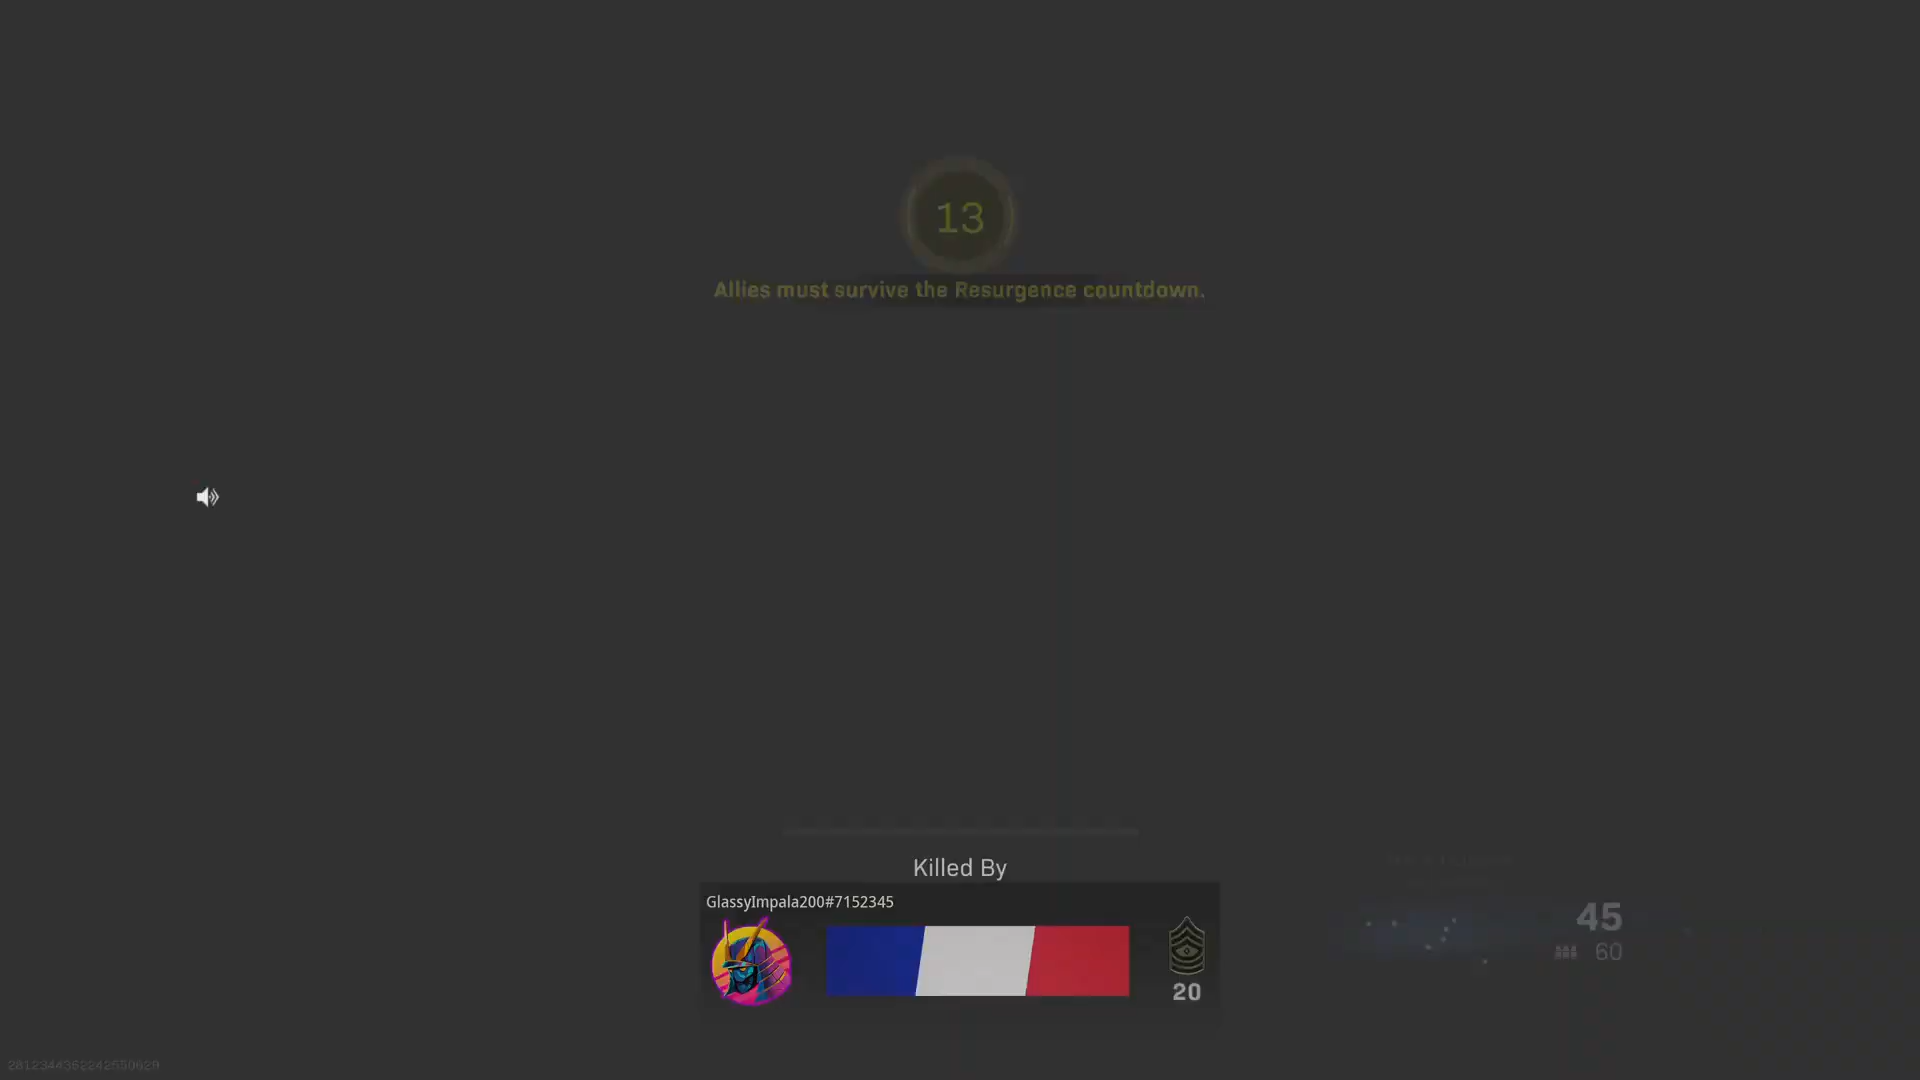 13
Allies must survive the Resurgence countdown.
Killed By
GlassyImpala200#7152345
45
60
20